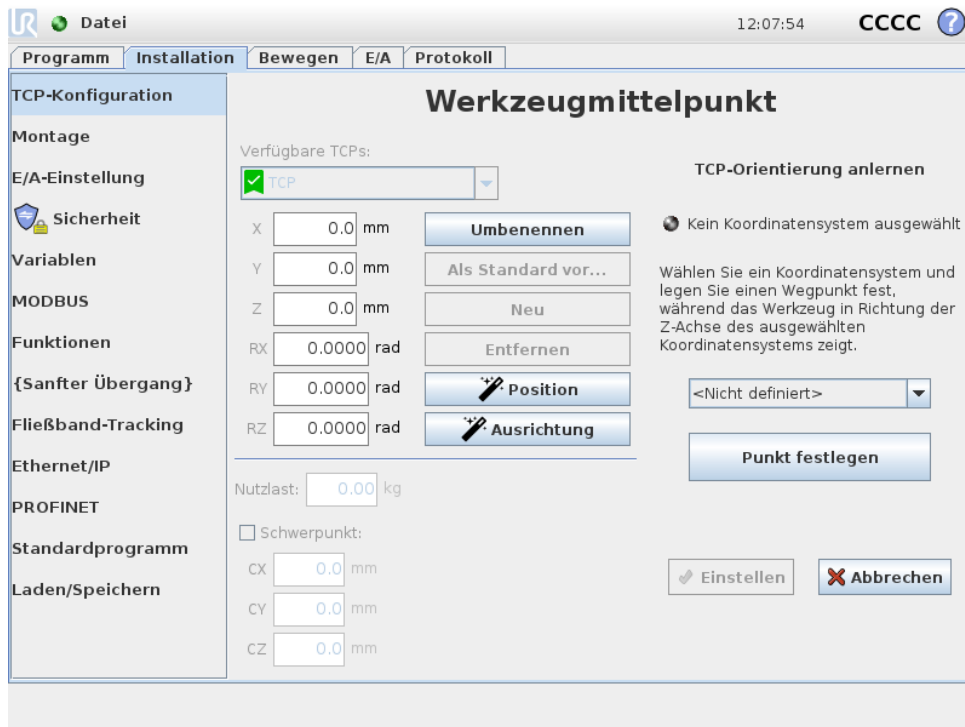 UR Datei 12:07:54 CCCC ?
Programm Installation Bewegen E/A Protokoll
TCP-Konfiguration
Montage
E/A-Einstellung
Sicherheit
Variablen
MODBUS
Funktionen
{Sanfter Übergang}
Fließband-Tracking
Ethernet/IP
PROFINET
Standardprogramm
Laden/Speichern
Werkzeugmittelpunkt
Verfügbare TCPs:
TCP
X 0.0 mm
Y 0.0 mm
Z 0.0 mm
RX 0.0000 rad
RY 0.0000 rad
RZ 0.0000 rad
Umbenennen
Als Standard vor...
Neu
Entfernen
Position
Ausrichtung
Nutzlast: 0.00 kg
Schwerpunkt:
CX 0.0 mm
CY 0.0 mm
CZ 0.0 mm
TCP-Orientierung anlernen
Kein Koordinatensystem ausgewählt
Wählen Sie ein Koordinatensystem und
legen Sie einen Wegpunkt fest,
während das Werkzeug in Richtung der
Z-Achse des ausgewählten
Koordinatensystems zeigt.
<Nicht definiert>
Punkt festlegen
Einstellen Abbrechen